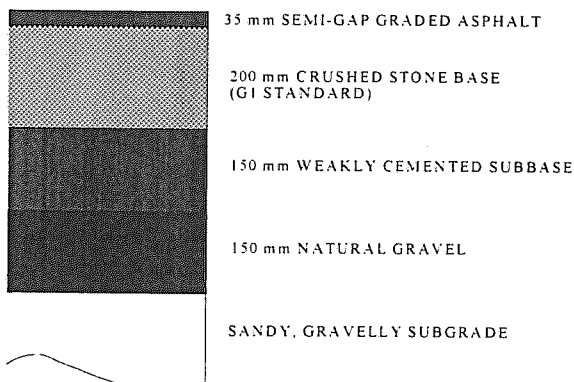 35 mm SEMI-GAP GRADED ASPHALT
200 mm CRUSHED STONE BASE
(G1 STANDARD)
150 mm WEAKLY CEMENTED SUBBASE
150 mm NATURAL GRAVEL
SANDY, GRAVELLY SUBGRADE